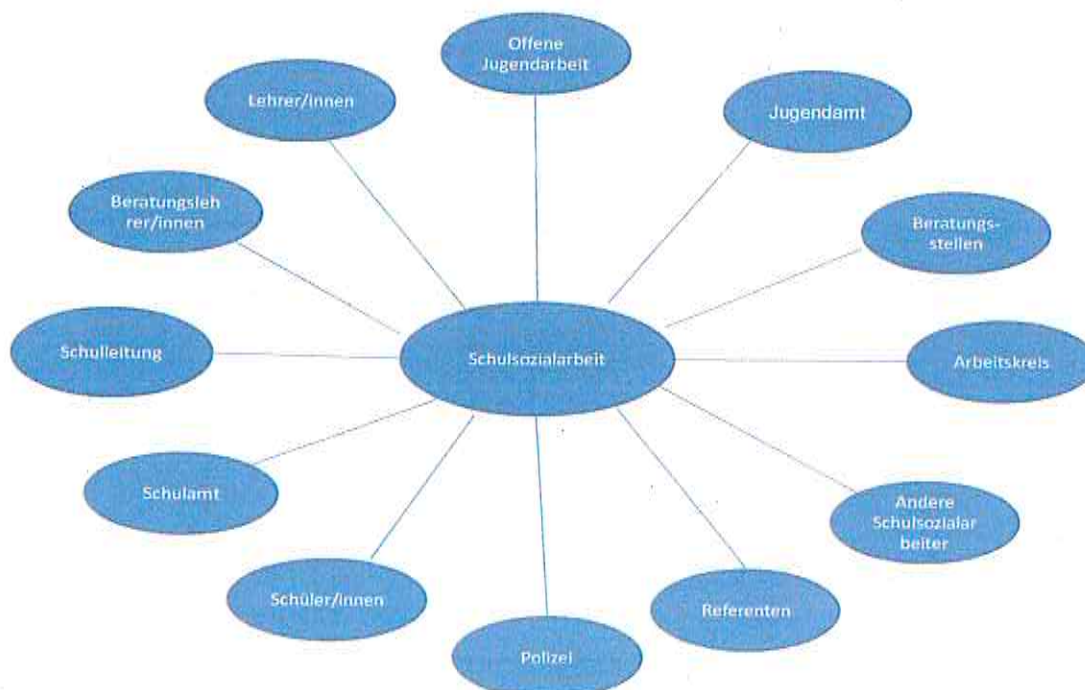 Offene
Jugendarbeit
Lehrer/innen
Jugendamt
Beratungsleh
rer/innen
Beratungs-
stellen
Schulleitung
Schulsozialarbeit
Arbeitskreis
Schulamt
Andere
Schulsozialar
beiter
Schüler/innen
Referenten
Polizei